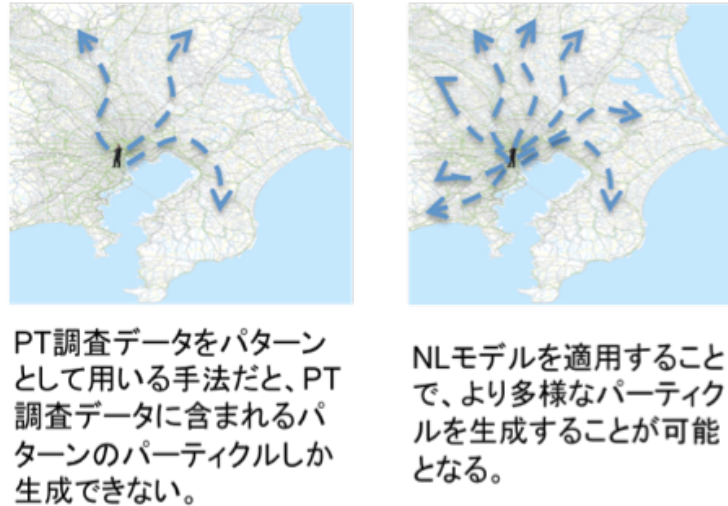 PT調査データをパターン
として用いる手法だと、PT
調査データに含まれるパ
ターンのパーティクルしか
生成できない。
NLモデルを適用すること
で、より多様なパーティク
ルを生成することが可能
となる。